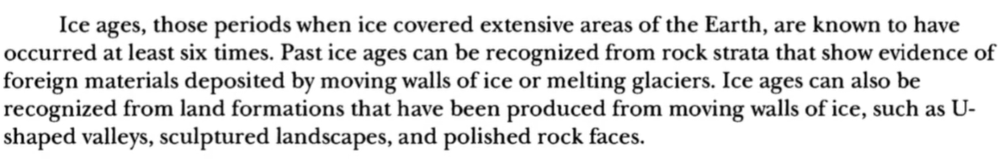 Ice ages, those periods when ice covered extensive areas of the Earth, are known to have
occurred at least six times. Past ice ages can be recognized from rock strata that show evidence of
foreign materials deposited by moving walls of ice or melting glaciers. Ice ages can also be
recognized from land formations that have been produced from moving walls of ice, such as U-
shaped valleys, sculptured landscapes, and polished rock faces.